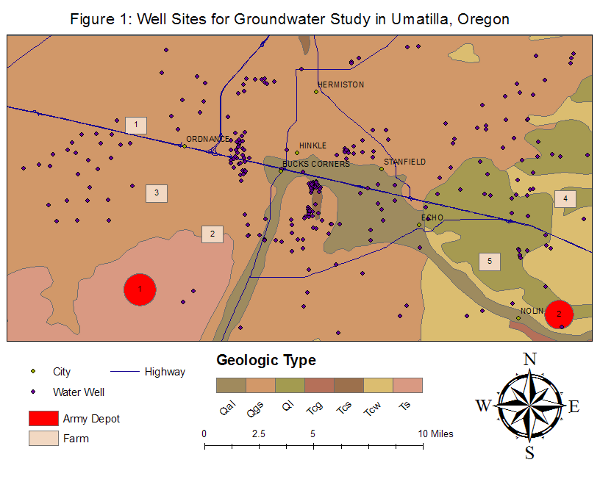 Figure 1: Well Sites for Groundwater Study in Umatilla, Oregon
HERMISTON
1
ORDNANCE
HINKLE
BUCKS CORNERS
STANFIELD
3
4
2
ECHO
5
1
NOLIN
2
Geologic Type
City
Highway
Water Well
Army Depot
Farm
Qal
Qgs
Ql
Tcg
Tcs
Tcw
Ts
0 2.5 5 10 Miles
N
W E
S